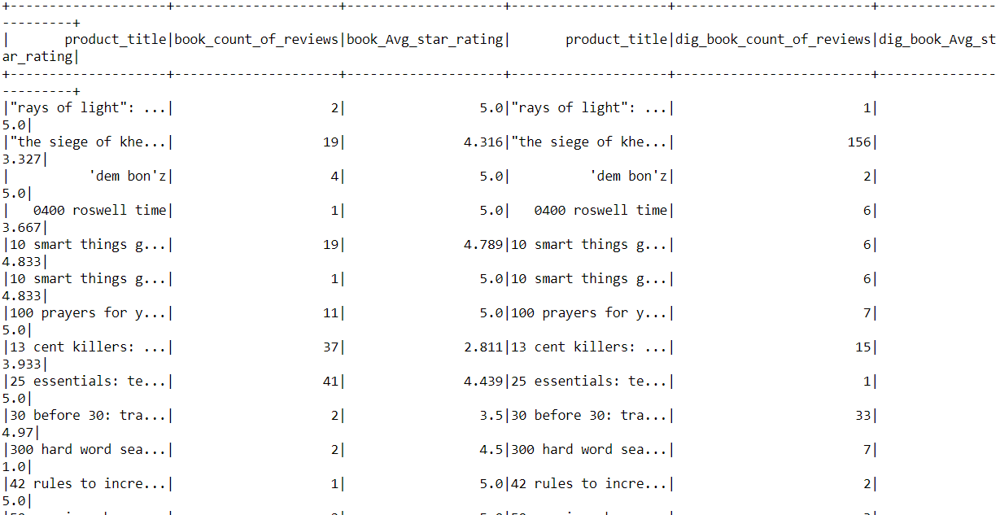 +--------------------+--------------------+--------------------+--------------------+------------------------+--------------
---------+
|       product_title|book_count_of_reviews|book_Avg_star_rating|       product_title|dig_book_count_of_reviews|dig_book_Avg_st
ar_rating|
+--------------------+--------------------+--------------------+--------------------+------------------------+--------------
---------+
|"rays of light": ...|                    2|                 5.0|"rays of light": ...|                        1|
5.0|
|"the siege of khe...|                   19|               4.316|"the siege of khe...|                      156|
3.327|
|          'dem bon'z|                    4|                 5.0|          'dem bon'z|                        2|
5.0|
|   0400 roswell time|                    1|                 5.0|   0400 roswell time|                        6|
3.667|
|10 smart things g...|                   19|               4.789|10 smart things g...|                        6|
4.833|
|10 smart things g...|                    1|                 5.0|10 smart things g...|                        6|
4.833|
|100 prayers for y...|                   11|                 5.0|100 prayers for y...|                        7|
5.0|
|13 cent killers: ...|                   37|               2.811|13 cent killers: ...|                       15|
3.933|
|25 essentials: te...|                   41|               4.439|25 essentials: te...|                        1|
5.0|
|30 before 30: tra...|                    2|                 3.5|30 before 30: tra...|                       33|
4.97|
|300 hard word sea...|                    2|                 4.5|300 hard word sea...|                        7|
1.0|
|42 rules to incre...|                    1|                 5.0|42 rules to incre...|                        2|
5.0|